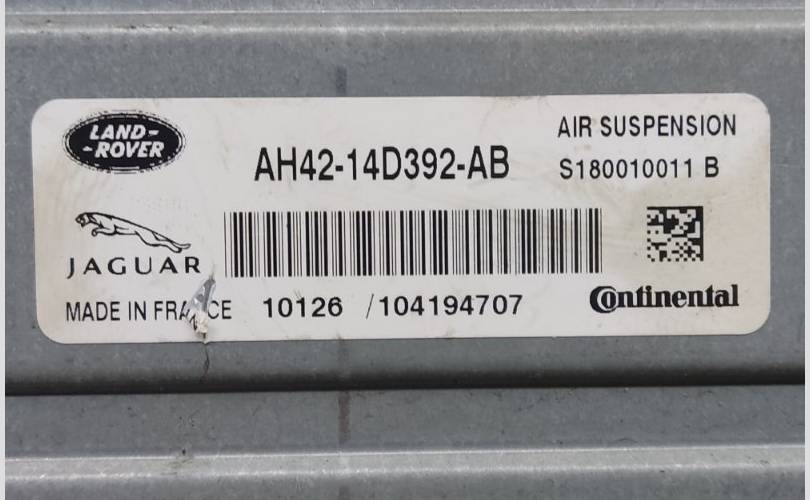 LAND-
-ROVER
AH42-14D392-AB
AIR SUSPENSION
S180010011 B
JAGUAR
MADE IN FRANCE 10126 /104194707
Continental